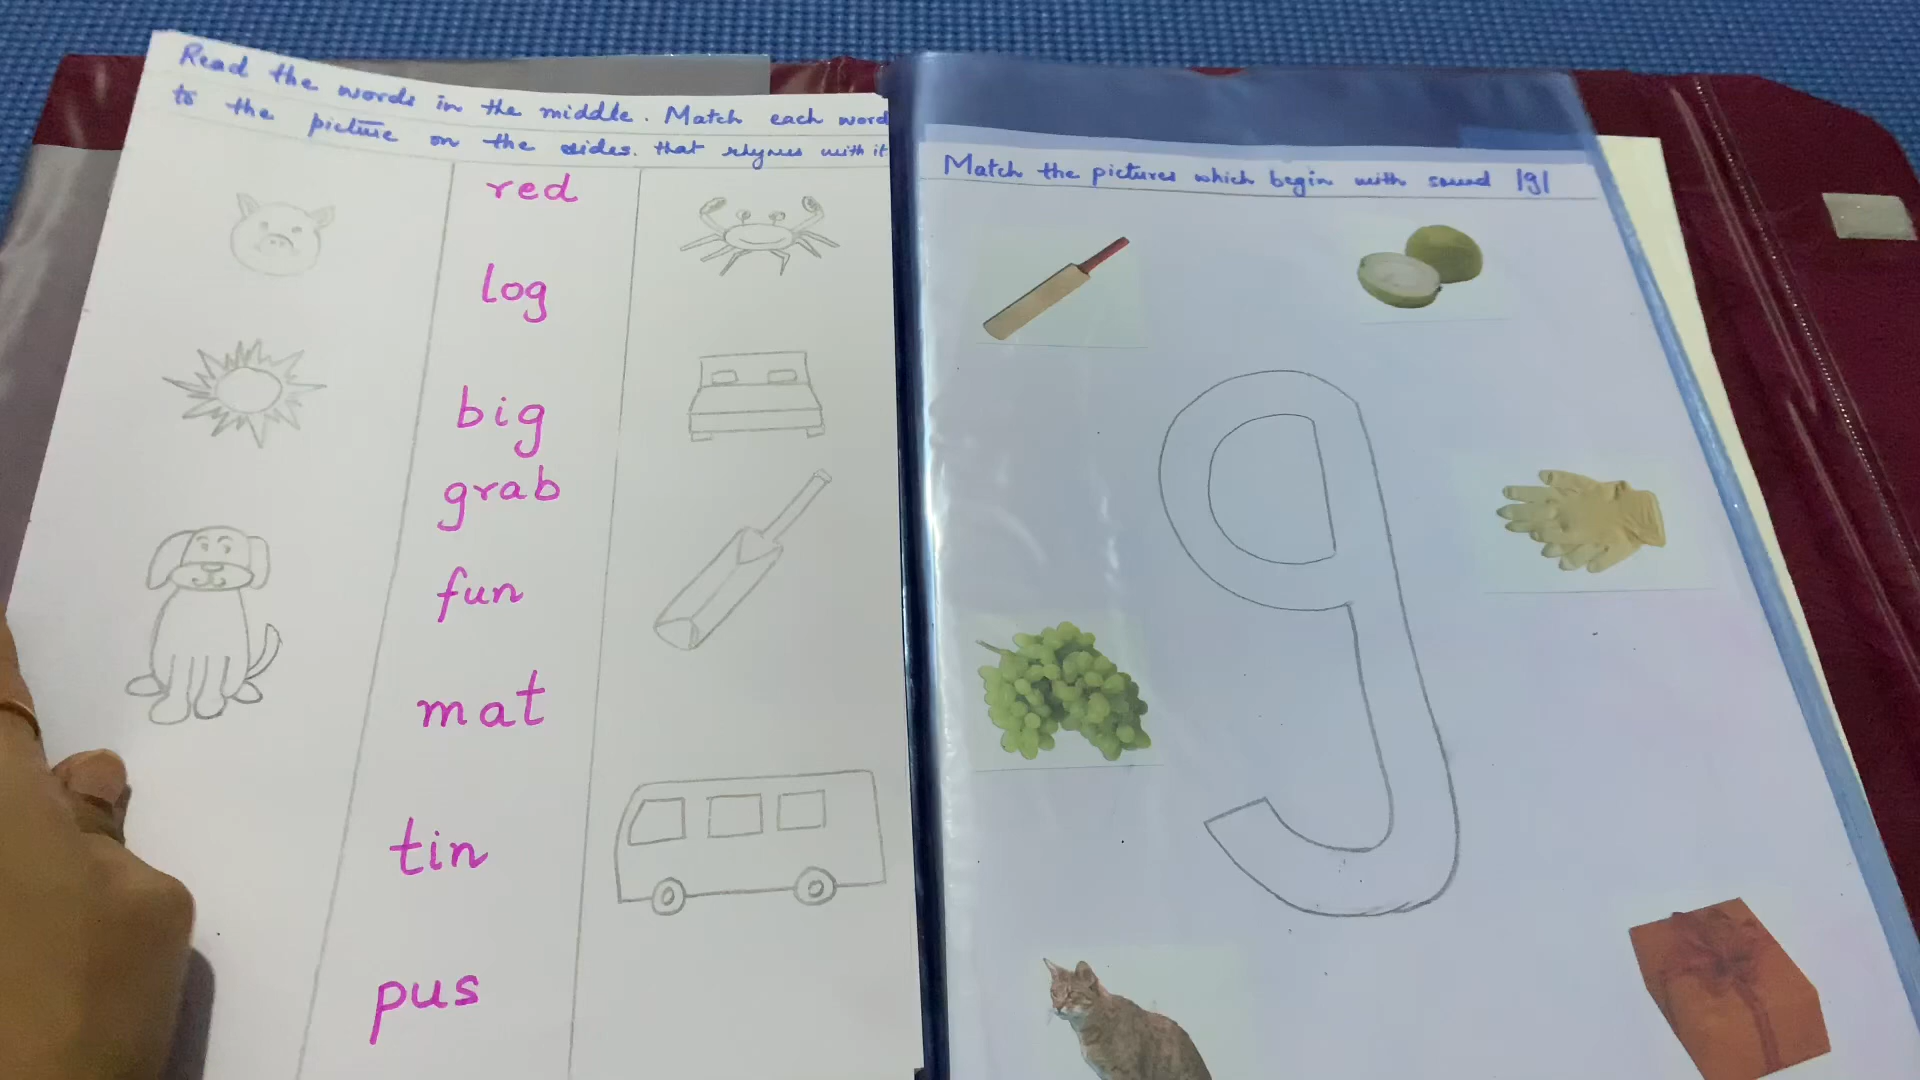 Read the words in the middle. Match each word
to the picture on the sides. that rhymes with it
red
log
big
grab
fun
mat
tin
pus
Match the pictures which begin with sound |g|
g